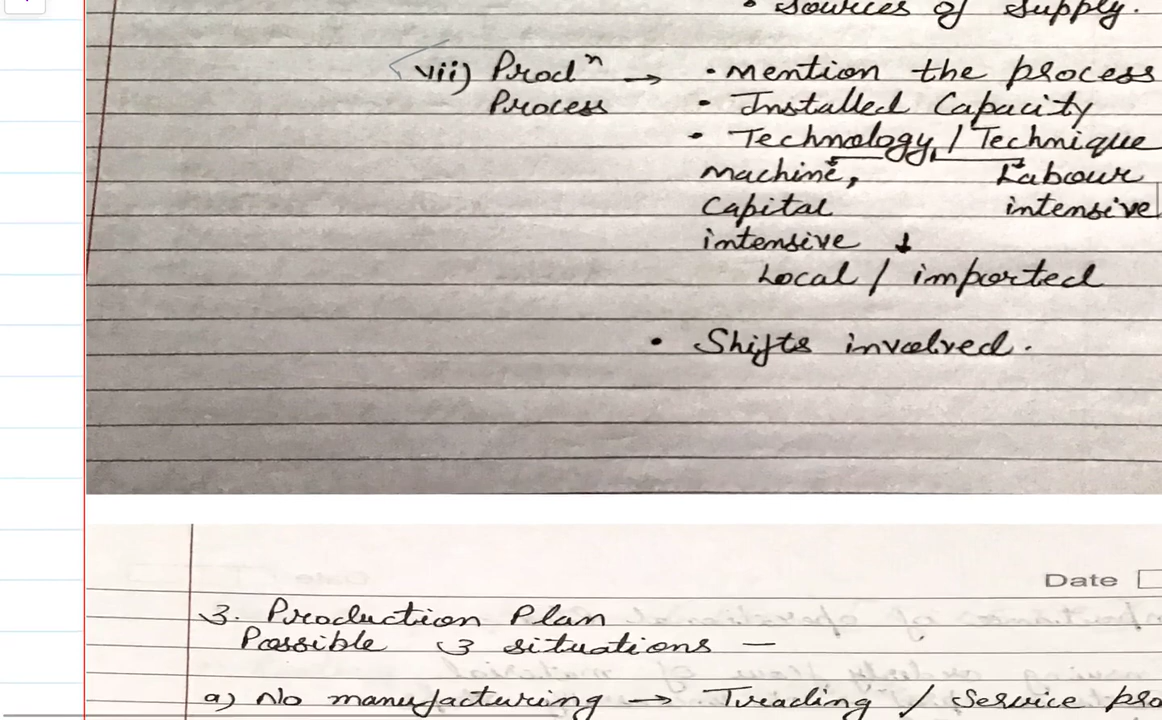 • Sources of supply.
vii) Prodⁿ → • mention the process
Process • Installed Capacity
• Technology / Technique
machine, Labour
Capital intensive
intensive ↓
Local / imported
• Shifts involved.
Date
3. Production Plan
Possible 3 situations —
a) No manufacturing → Trading / Service pro